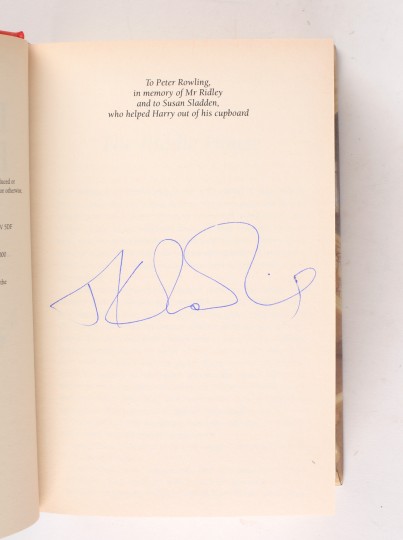 To Peter Rowling,
in memory of Mr Ridley
and to Susan Sladden,
who helped Harry out of his cupboard